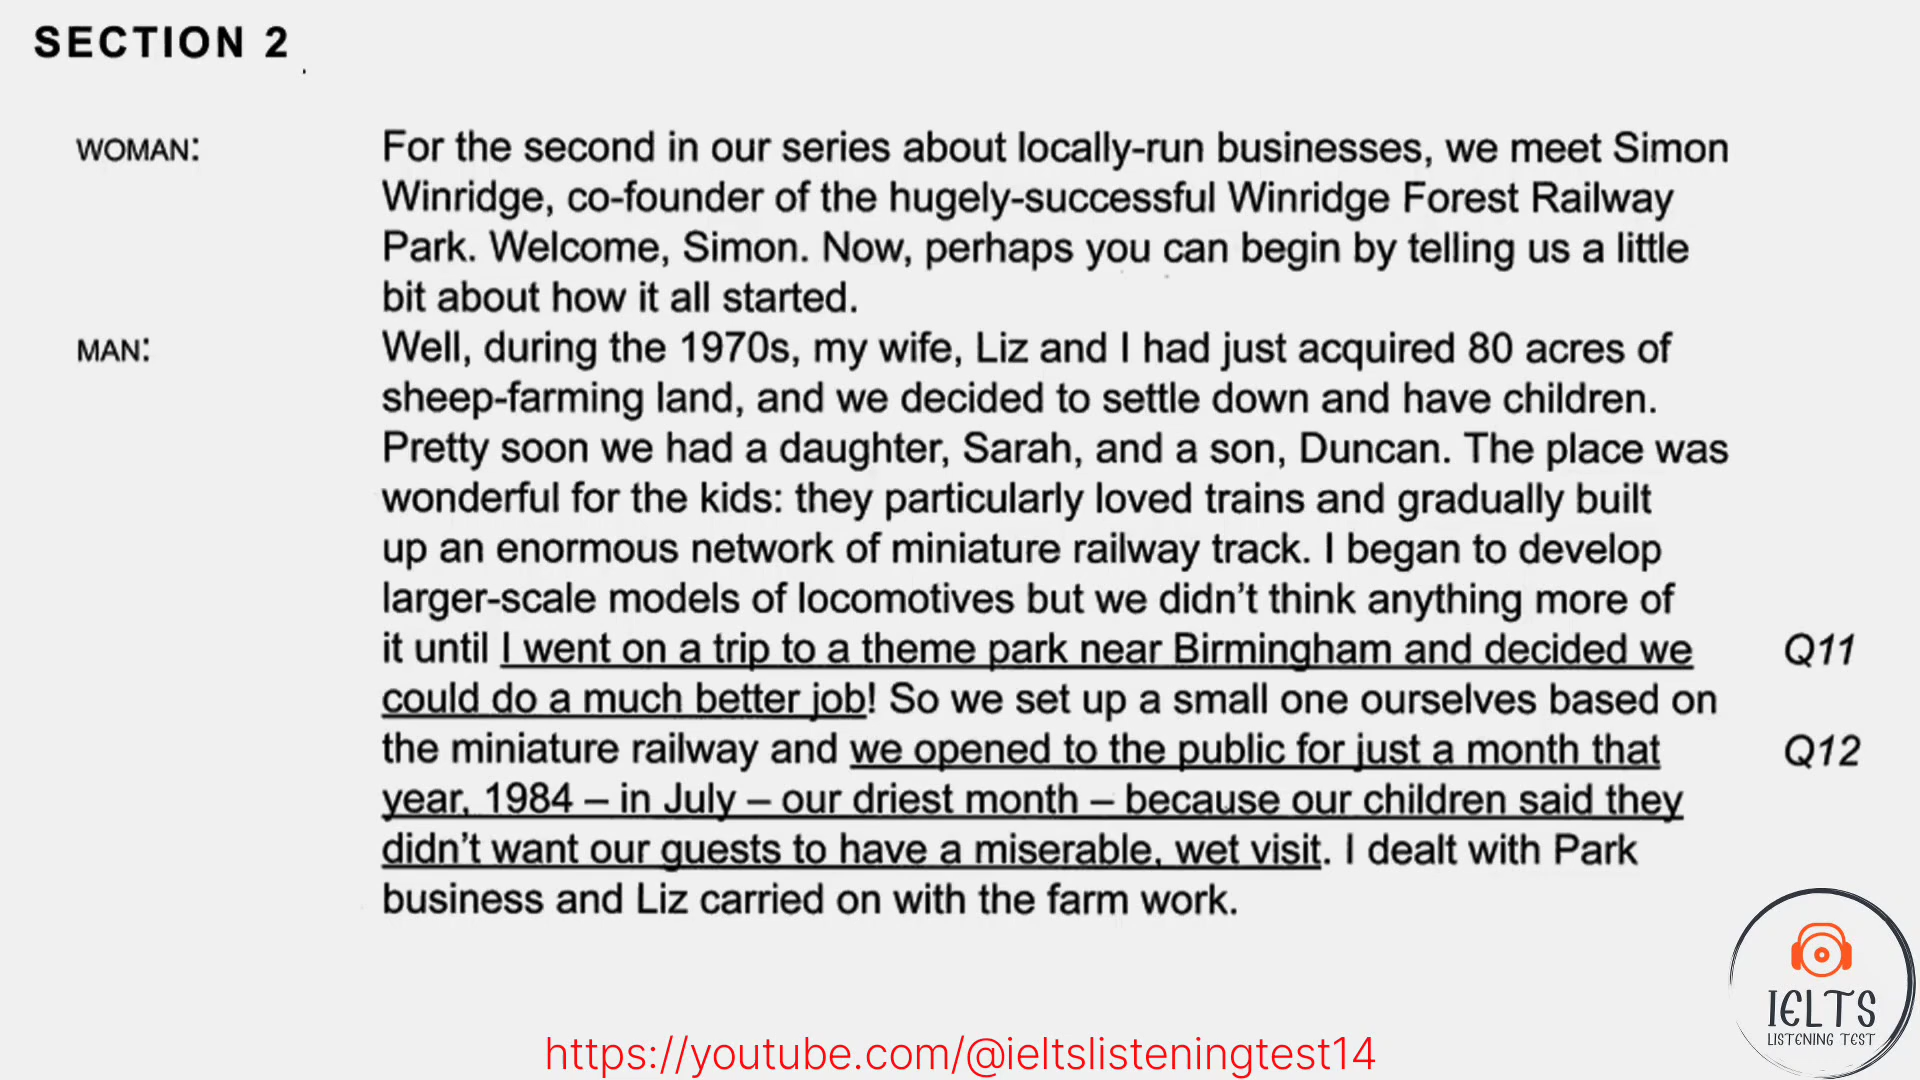 SECTION 2
WOMAN: For the second in our series about locally-run businesses, we meet Simon
Winridge, co-founder of the hugely-successful Winridge Forest Railway
Park. Welcome, Simon. Now, perhaps you can begin by telling us a little
bit about how it all started.
MAN: Well, during the 1970s, my wife, Liz and I had just acquired 80 acres of
sheep-farming land, and we decided to settle down and have children.
Pretty soon we had a daughter, Sarah, and a son, Duncan. The place was
wonderful for the kids: they particularly loved trains and gradually built
up an enormous network of miniature railway track. I began to develop
larger-scale models of locomotives but we didn't think anything more of
it until I went on a trip to a theme park near Birmingham and decided we Q11
could do a much better job! So we set up a small one ourselves based on
the miniature railway and we opened to the public for just a month that Q12
year, 1984 – in July – our driest month – because our children said they
didn't want our guests to have a miserable, wet visit. I dealt with Park
business and Liz carried on with the farm work.
IELTS
LISTENING TEST
https://youtube.com/@ieltslisteningtest14